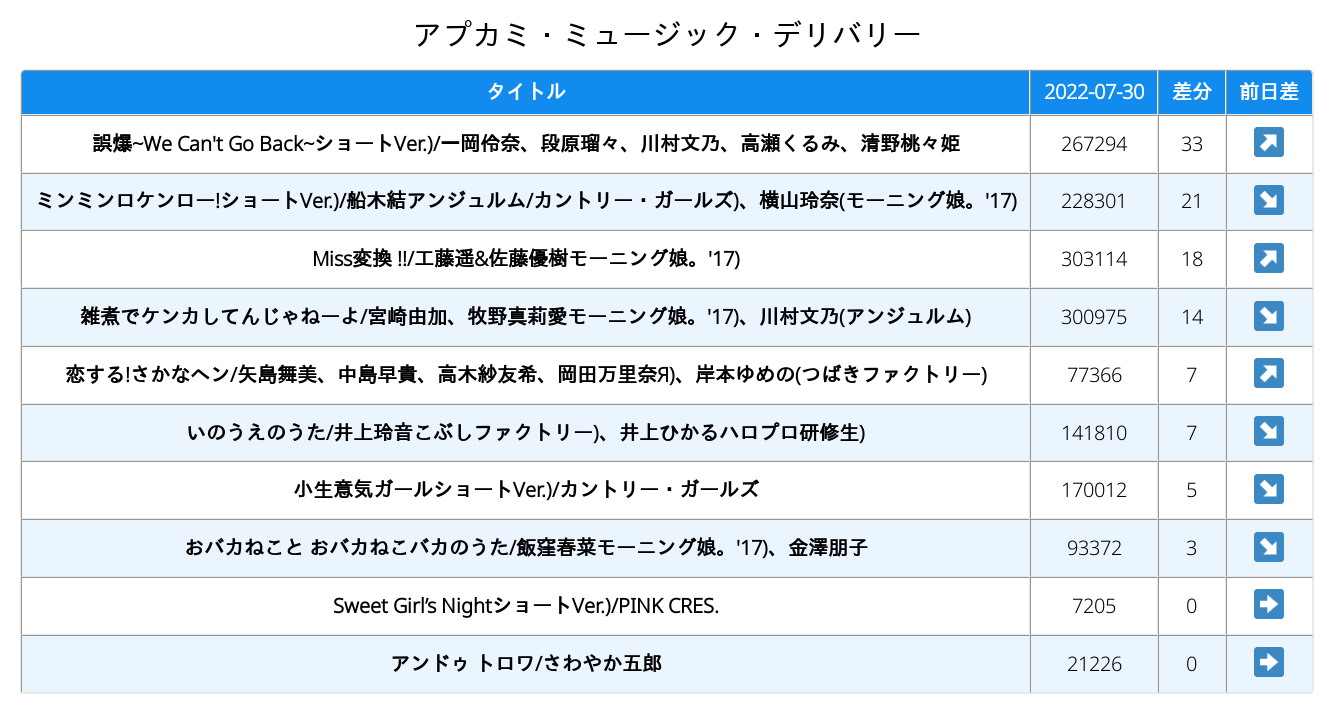 アプカミ・ミュージック・デリバリー
タイトル 2022-07-30 差分 前日差
誤爆~We Can't Go Back~ショートVer.)/一岡伶奈、段原瑠々、川村文乃、高瀬くるみ、清野桃々姫 267294 33
ミンミンロケンロー!ショートVer.)/船木結アンジュルム/カントリー・ガールズ)、横山玲奈(モーニング娘。'17) 228301 21
Miss変換 !!/工藤遥&佐藤優樹モーニング娘。'17) 303114 18
雑煮でケンカしてんじゃねーよ/宮崎由加、牧野真莉愛モーニング娘。'17)、川村文乃(アンジュルム) 300975 14
恋する!さかなヘン/矢島舞美、中島早貴、高木紗友希、岡田万里奈Я)、岸本ゆめの(つばきファクトリー) 77366 7
いのうえのうた/井上玲音こぶしファクトリー)、井上ひかるハロプロ研修生) 141810 7
小生意気ガールショートVer.)/カントリー・ガールズ 170012 5
おバカねこと おバカねこバカのうた/飯窪春菜モーニング娘。'17)、金澤朋子 93372 3
Sweet Girl’s NightショートVer.)/PINK CRES. 7205 0
アンドゥ トロワ/さわやか五郎 21226 0